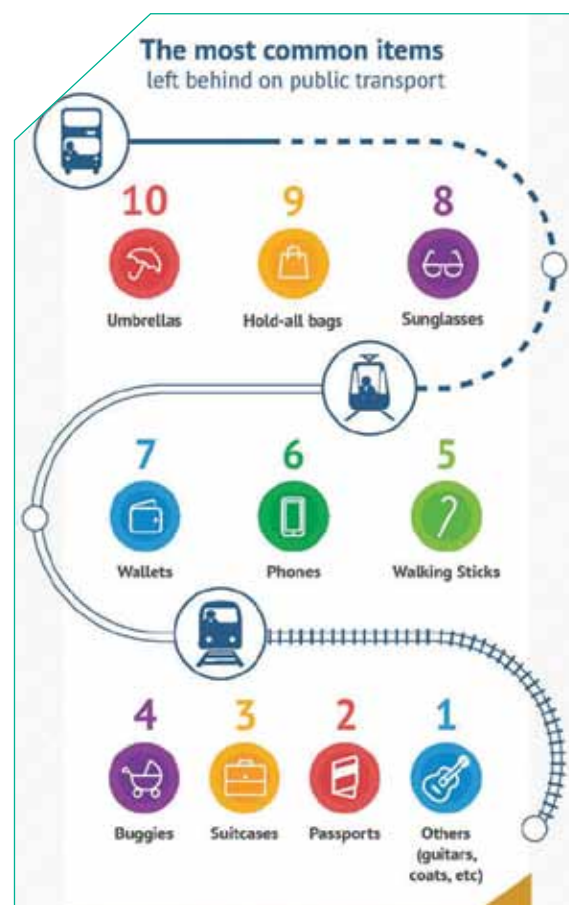 The most common items
left behind on public transport
10 9 8
Umbrellas Hold-all bags Sunglasses
7 6 5
Wallets Phones Walking Sticks
4 3 2 1
Buggies Suitcases Passports Others
(guitars,
coats, etc)